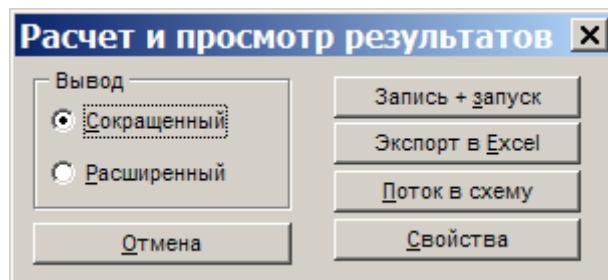 Расчет и просмотр результатов
Вывод
Сокращенный
Расширенный
Отмена
Запись + запуск
Экспорт в Excel
Поток в схему
Свойства